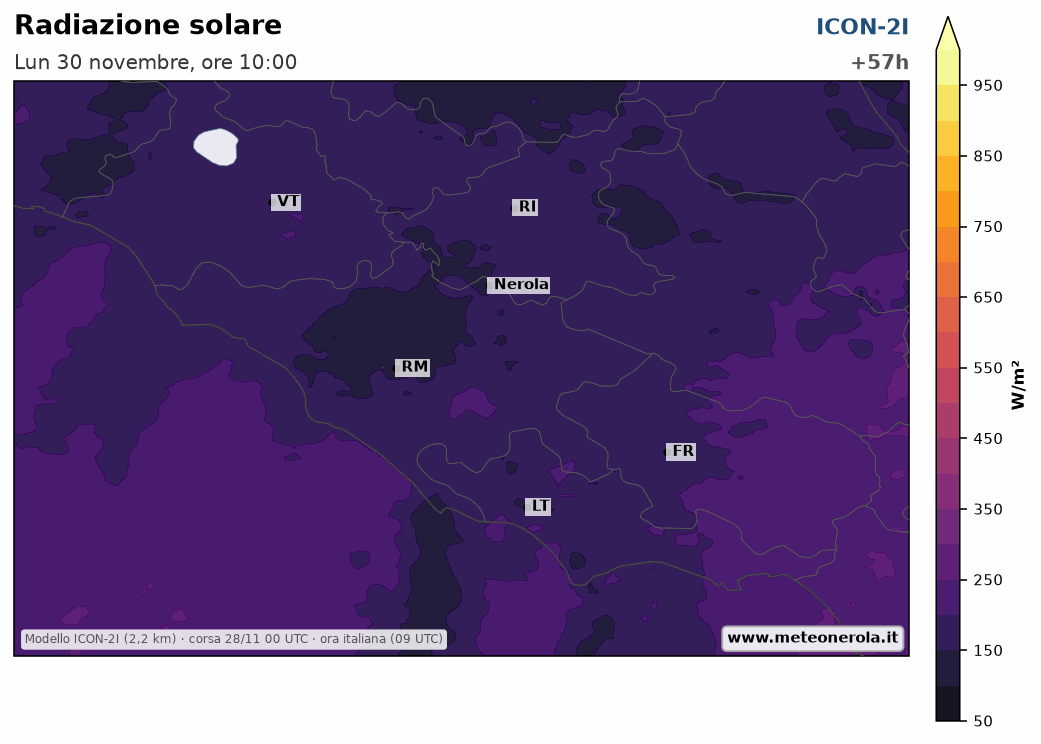 Radiazione solare
ICON-2I
Lun 30 novembre, ore 10:00
+57h
950
850
750
650
550
450
350
250
150
50
W/m²
VT
RI
Nerola
RM
FR
LT
Modello ICON-2I (2,2 km) · corsa 28/11 00 UTC · ora italiana (09 UTC)
www.meteonerola.it